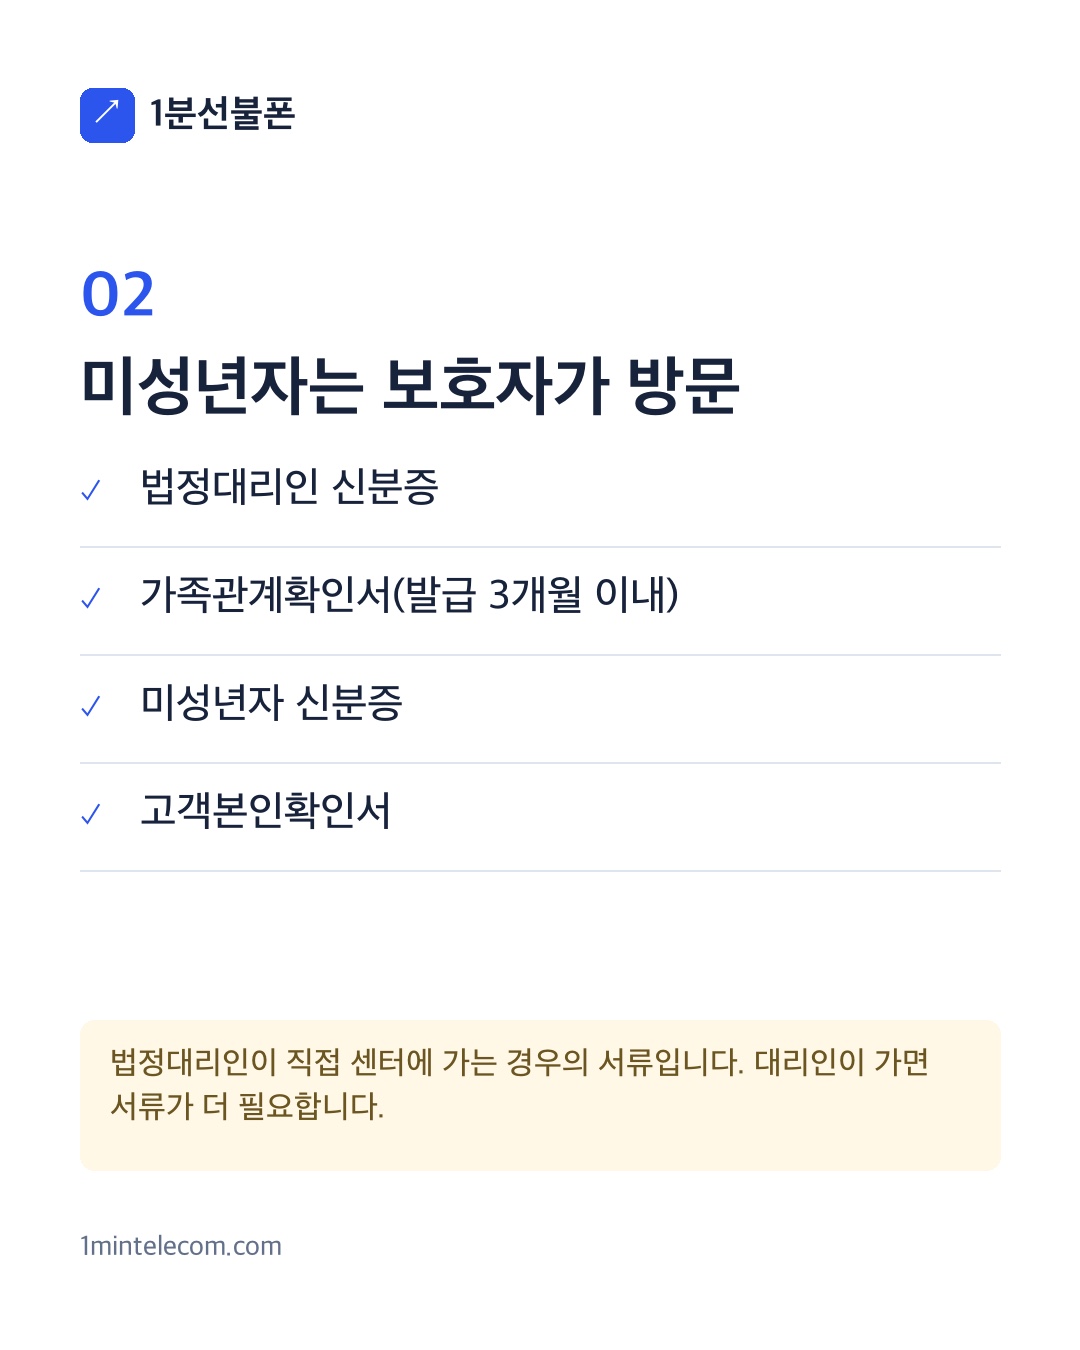 1분선불폰
02
미성년자는 보호자가 방문
✓ 법정대리인 신분증
✓ 가족관계확인서(발급 3개월 이내)
✓ 미성년자 신분증
✓ 고객본인확인서
법정대리인이 직접 센터에 가는 경우의 서류입니다. 대리인이 가면
서류가 더 필요합니다.
1mintelecom.com